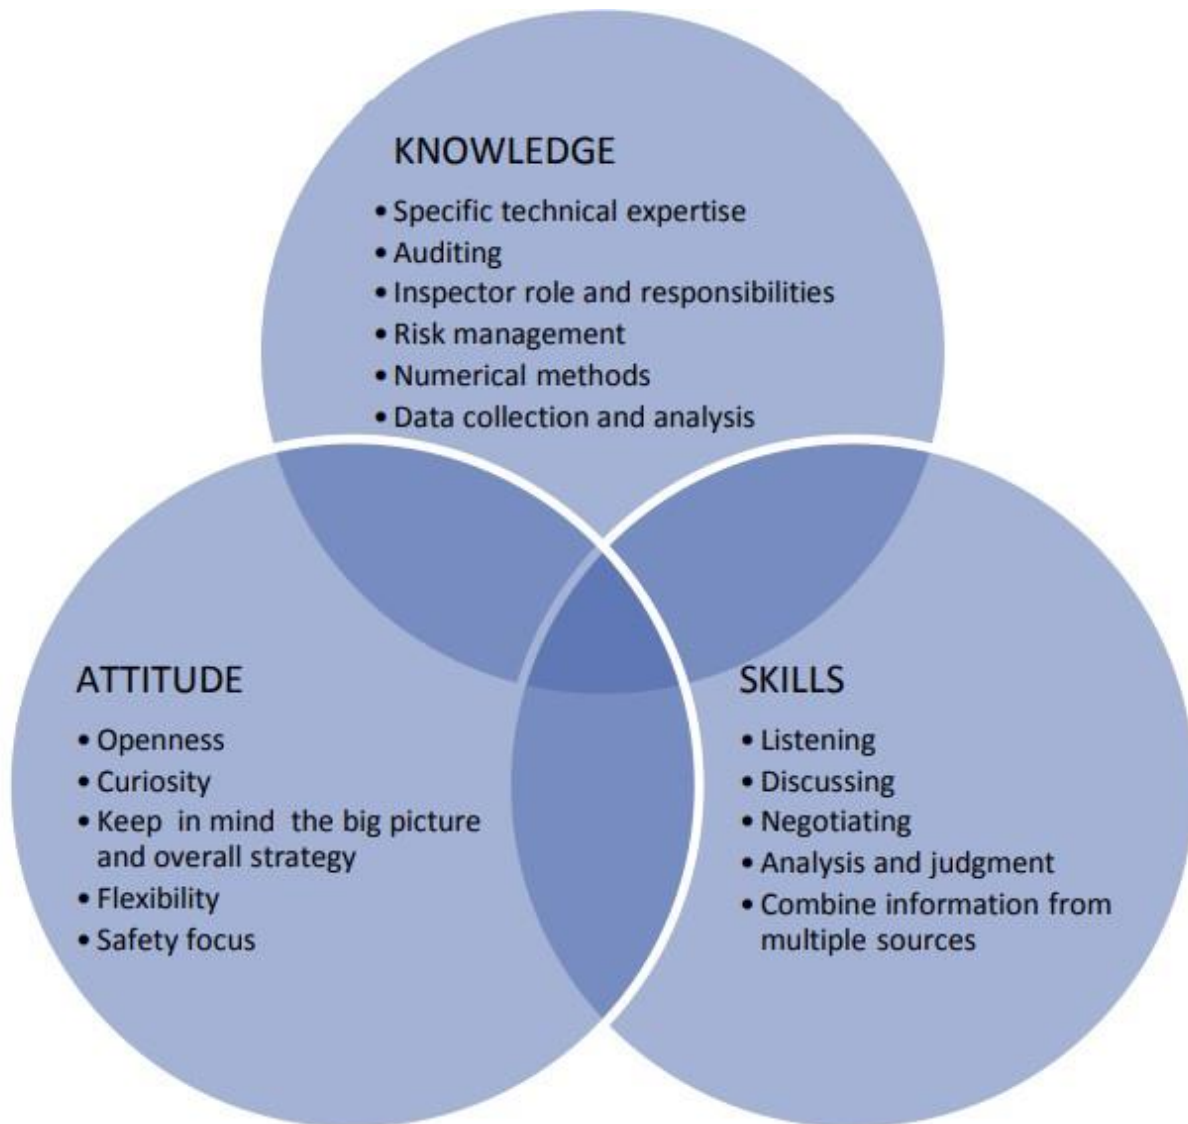 KNOWLEDGE
• Specific technical expertise
• Auditing
• Inspector role and responsibilities
• Risk management
• Numerical methods
• Data collection and analysis
ATTITUDE
• Openness
• Curiosity
• Keep in mind the big picture
and overall strategy
• Flexibility
• Safety focus
SKILLS
• Listening
• Discussing
• Negotiating
• Analysis and judgment
• Combine information from
multiple sources